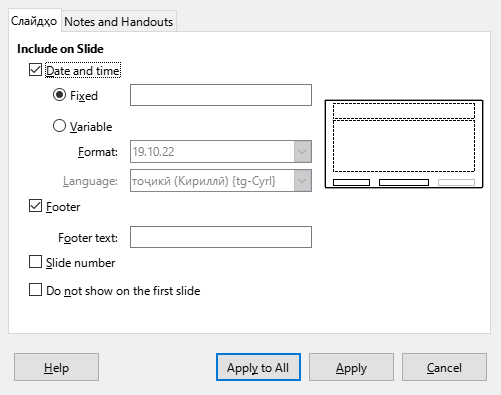 Слайдҳо Notes and Handouts
Include on Slide
Date and time
Fixed
Variable
Format: 19.10.22
Language: тоҷикӣ (Кириллӣ) {tg-Cyrl}
Footer
Footer text:
Slide number
Do not show on the first slide
Help Apply to All Apply Cancel